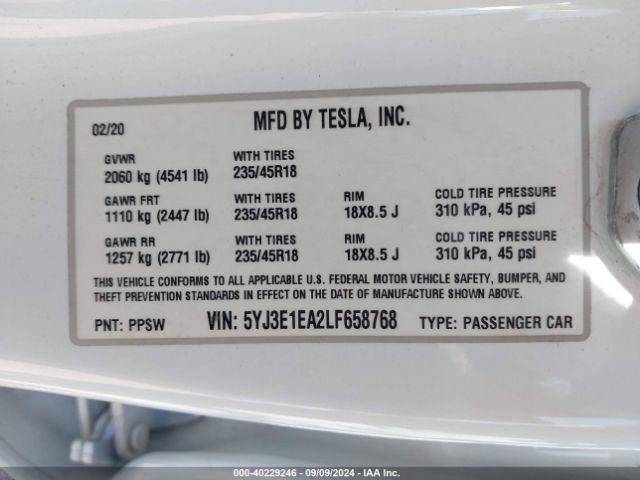 02/20 MFD BY TESLA, INC.
GVWR WITH TIRES
2060 kg (4541 lb) 235/45R18
GAWR FRT WITH TIRES RIM COLD TIRE PRESSURE
1110 kg (2447 lb) 235/45R18 18X8.5 J 310 kPa, 45 psi
GAWR RR WITH TIRES RIM COLD TIRE PRESSURE
1257 kg (2771 lb) 235/45R18 18X8.5 J 310 kPa, 45 psi
THIS VEHICLE CONFORMS TO ALL APPLICABLE U.S. FEDERAL MOTOR VEHICLE SAFETY, BUMPER, AND
THEFT PREVENTION STANDARDS IN EFFECT ON THE DATE OF MANUFACTURE SHOWN ABOVE.
PNT: PPSW VIN: 5YJ3E1EA2LF658768 TYPE: PASSENGER CAR
000-40229246 - 09/09/2024 - IAA Inc.